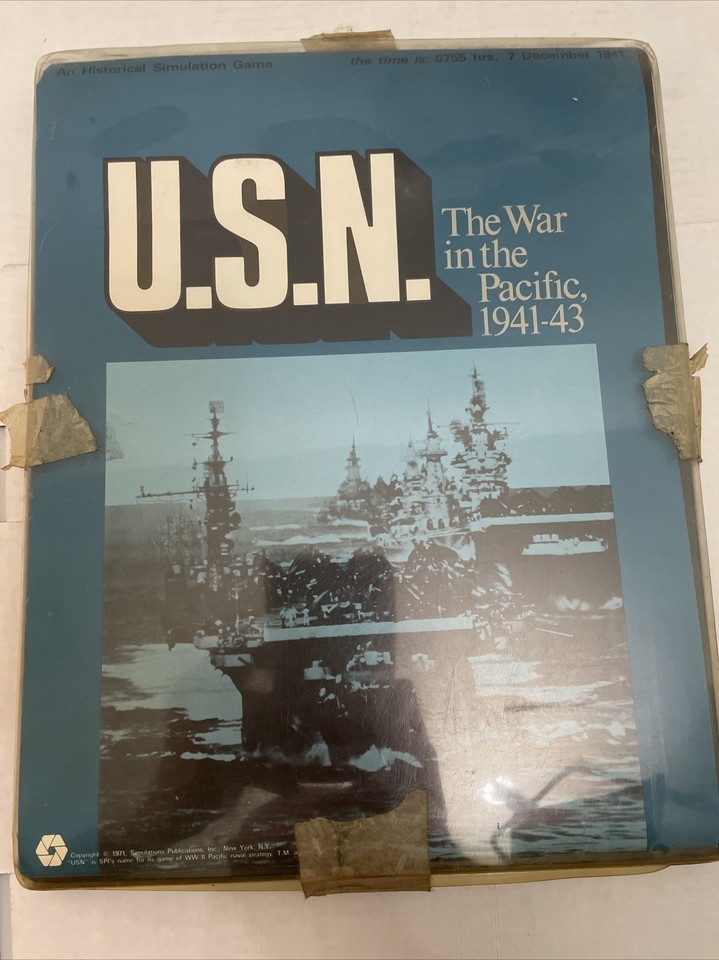 An Historical Simulation Game
the time is: 0755 hrs. 7 December 1941
U.S.N.
The War
in the
Pacific,
1941-43
Copyright © 1971, Simulations Publications, Inc., New York, N.Y.
"USN" is SPI's name for its game of WW II Pacific naval strategy. T.M.